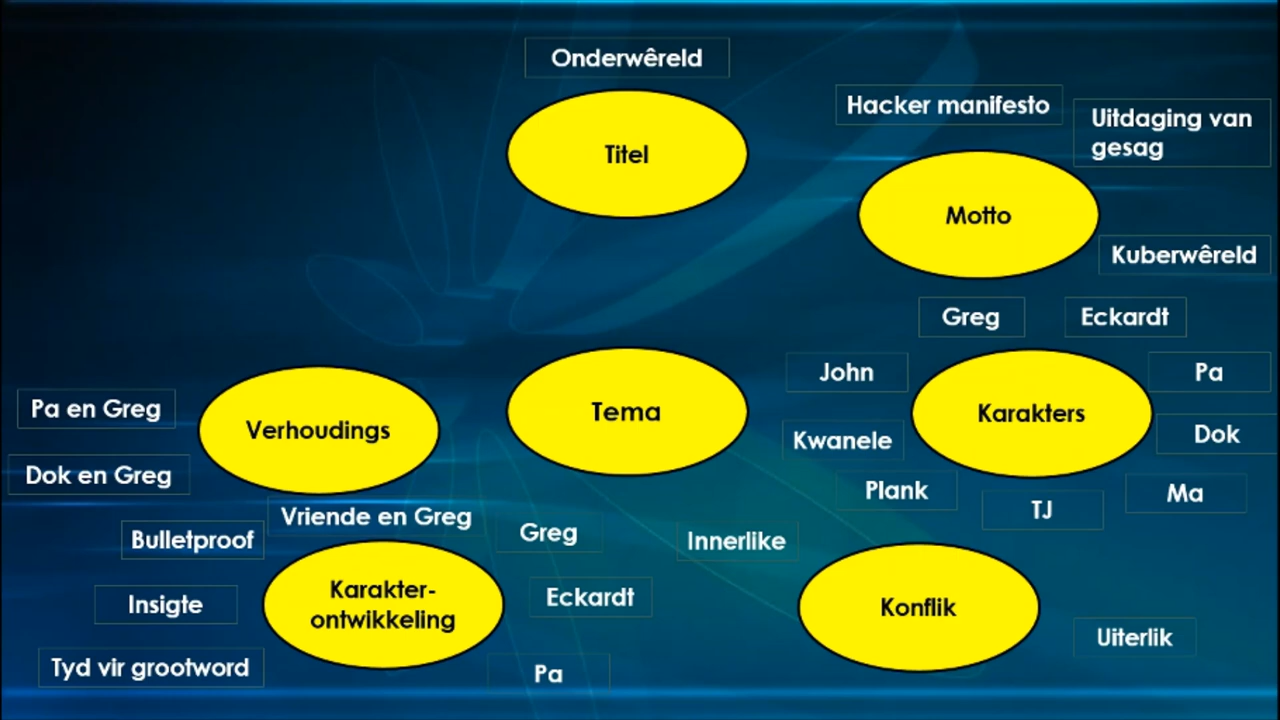 Onderwêreld
Titel
Hacker manifesto
Uitdaging van
gesag
Motto
Kuberwêreld
Greg
Eckardt
John
Pa
Karakters
Kwanele
Dok
Plank
TJ
Ma
Tema
Pa en Greg
Verhoudings
Dok en Greg
Vriende en Greg
Bulletproof
Greg
Karakter-
ontwikkeling
Insigte
Eckardt
Tyd vir grootword
Pa
Innerlike
Konflik
Uiterlik